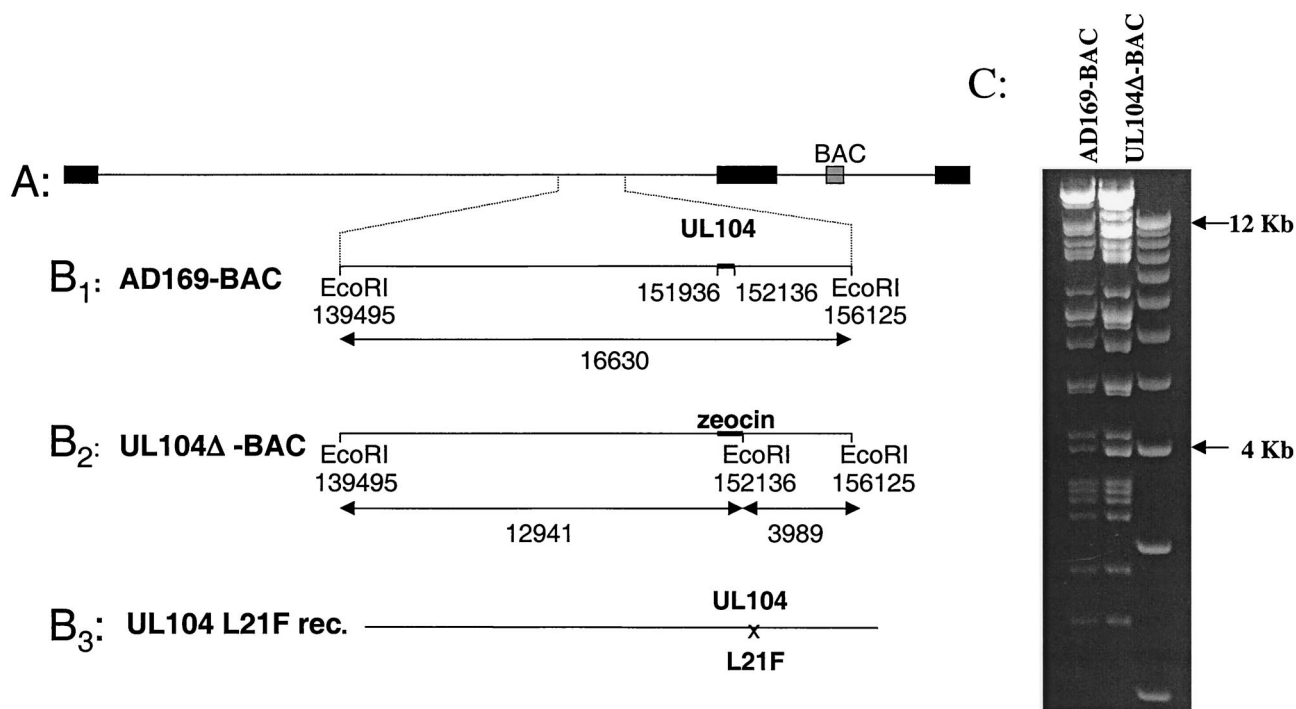 A:
BAC
UL104
B1: AD169-BAC
EcoRI 151936 152136 EcoRI
139495 156125
16630
zeocin
B2: UL104Δ -BAC
EcoRI EcoRI EcoRI
139495 152136 156125
12941 3989
UL104
B3: UL104 L21F rec.
x
L21F
C:
AD169-BAC
UL104Δ-BAC
12 Kb
4 Kb